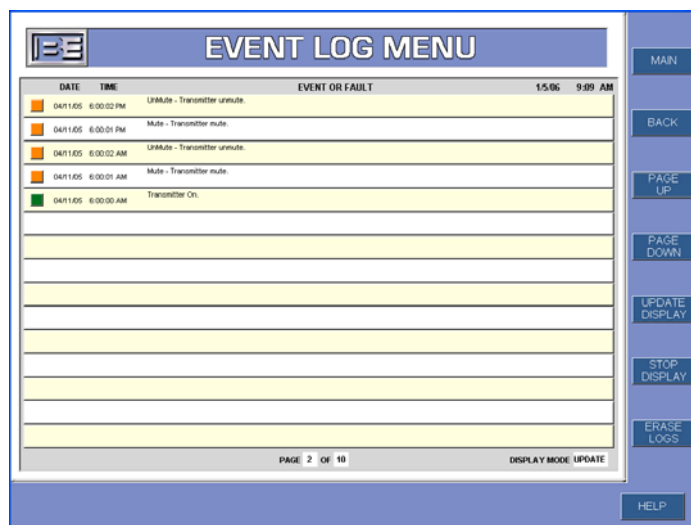 BE EVENT LOG MENU
DATE TIME EVENT OR FAULT 1/5/06 9:09 AM
04/11/05 6:00:02 PM UnMute - Transmitter unmute.
04/11/05 6:00:01 PM Mute - Transmitter mute.
04/11/05 6:00:02 AM UnMute - Transmitter unmute.
04/11/05 6:00:01 AM Mute - Transmitter mute.
04/11/05 6:00:00 AM Transmitter On.
PAGE 2 OF 10 DISPLAY MODE UPDATE
MAIN
BACK
PAGE
UP
PAGE
DOWN
UPDATE
DISPLAY
STOP
DISPLAY
ERASE
LOGS
HELP